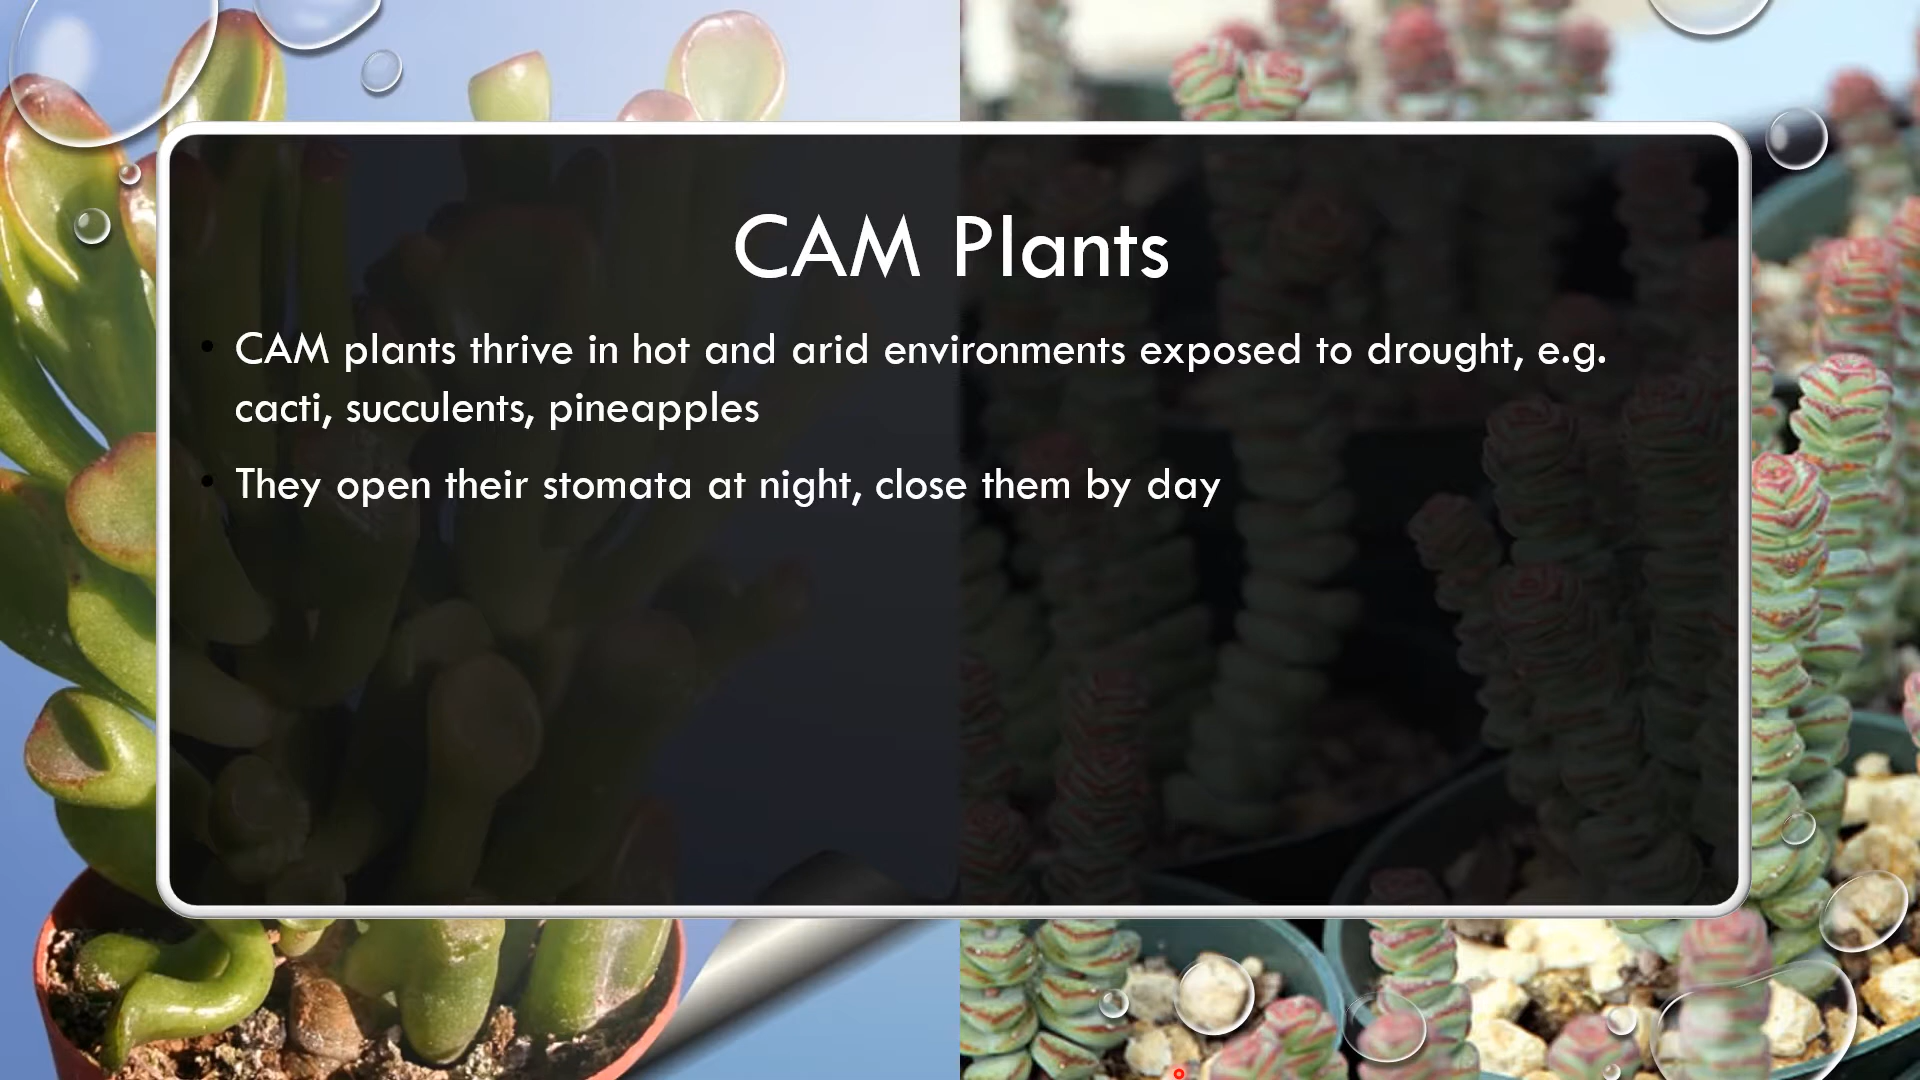 CAM Plants
• CAM plants thrive in hot and arid environments exposed to drought, e.g.
cacti, succulents, pineapples
• They open their stomata at night, close them by day